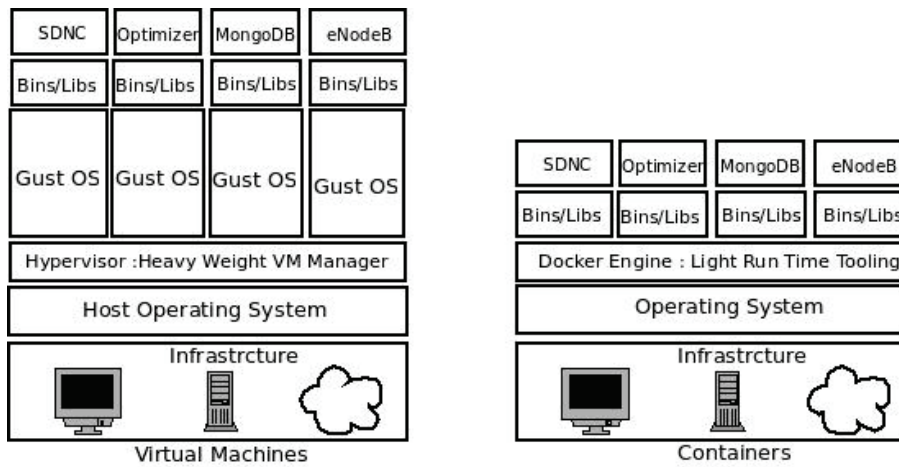 SDNC Optimizer MongoDB eNodeB
Bins/Libs Bins/Libs Bins/Libs Bins/Libs
Gust OS Gust OS Gust OS Gust OS
Hypervisor :Heavy Weight VM Manager
Host Operating System
Infrastrcture
Virtual Machines
SDNC Optimizer MongoDB eNodeB
Bins/Libs Bins/Libs Bins/Libs Bins/Libs
Docker Engine : Light Run Time Tooling
Operating System
Infrastrcture
Containers